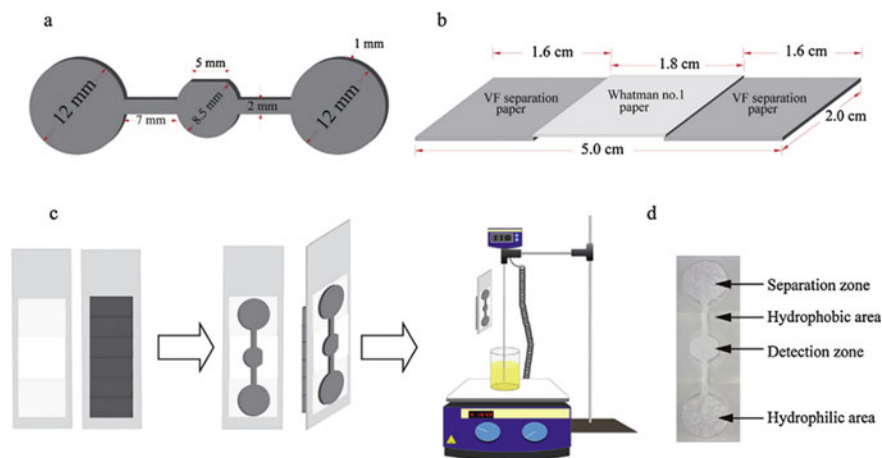 a
1 mm
5 mm
12 mm
8.5 mm
2 mm
12 mm
7 mm
b
1.6 cm
1.8 cm
1.6 cm
VF separation
paper
Whatman no.1
paper
VF separation
paper
2.0 cm
5.0 cm
c
d
Separation zone
Hydrophobic area
Detection zone
Hydrophilic area